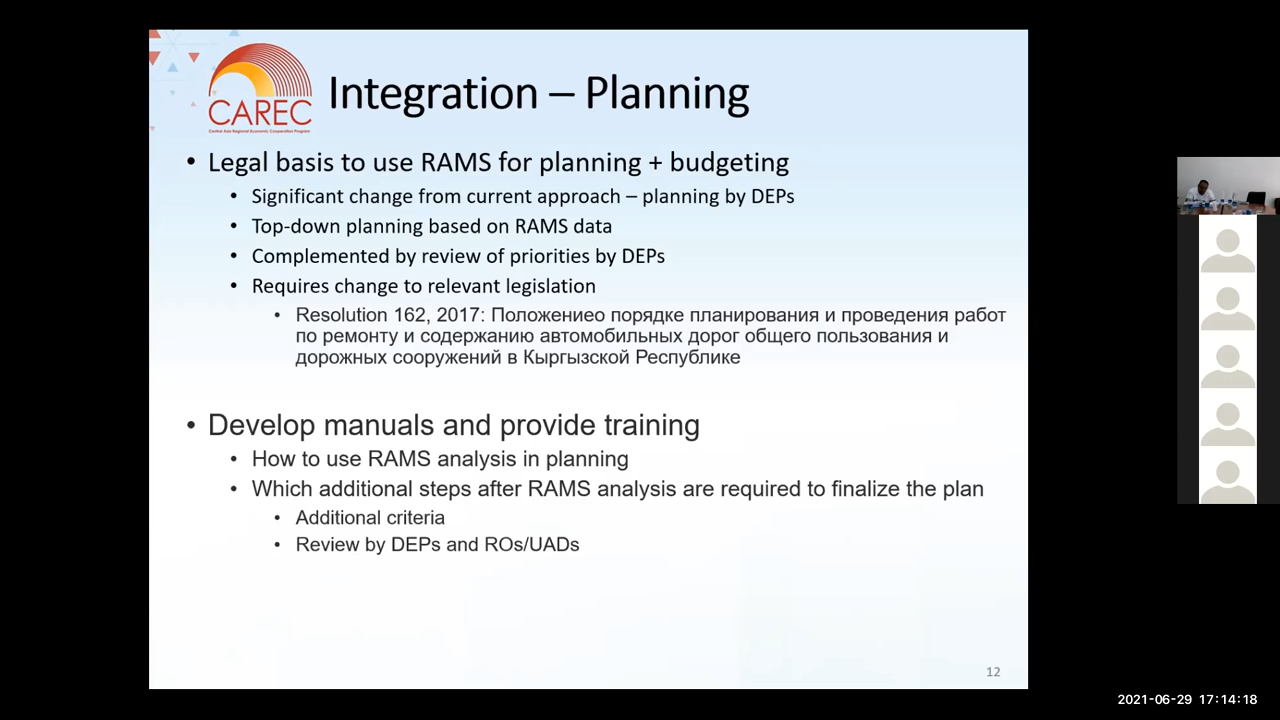 CAREC
Central Asia Regional Economic Cooperation Program
Integration – Planning
• Legal basis to use RAMS for planning + budgeting
• Significant change from current approach – planning by DEPs
• Top-down planning based on RAMS data
• Complemented by review of priorities by DEPs
• Requires change to relevant legislation
• Resolution 162, 2017: Положениео порядке планирования и проведения работ
по ремонту и содержанию автомобильных дорог общего пользования и
дорожных сооружений в Кыргызской Республике
• Develop manuals and provide training
• How to use RAMS analysis in planning
• Which additional steps after RAMS analysis are required to finalize the plan
• Additional criteria
• Review by DEPs and ROs/UADs
12
2021-06-29 17:14:18